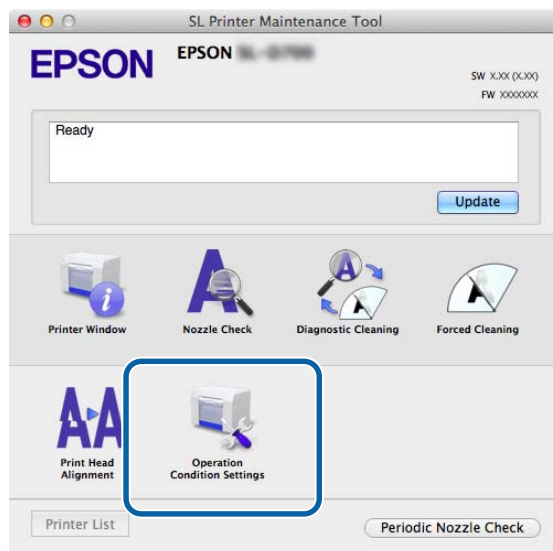 SL Printer Maintenance Tool
EPSON
EPSON
SW X.XX (X.XX)
FW XXXXXXX
Ready
Update
Printer Window
Nozzle Check
Diagnostic Cleaning
Forced Cleaning
Print Head
Alignment
Operation
Condition Settings
Printer List
Periodic Nozzle Check